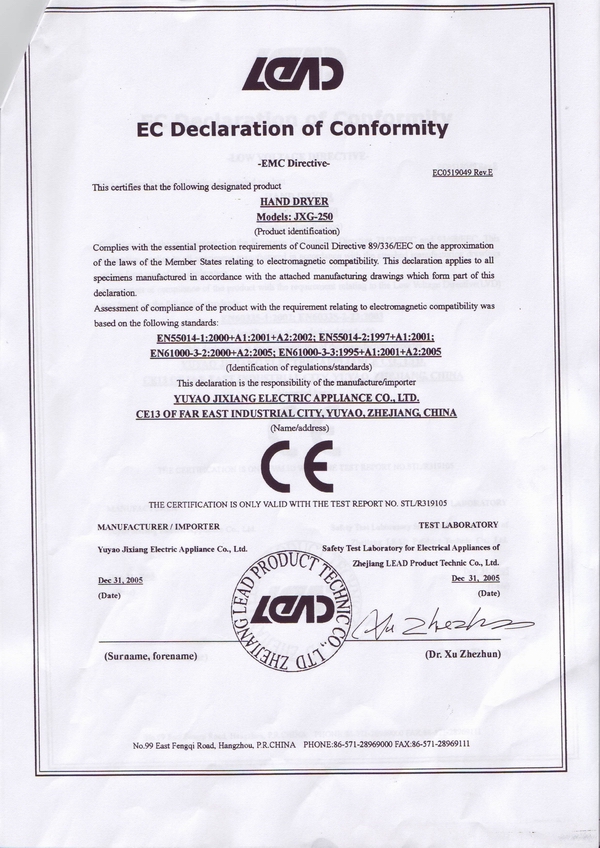 LEAD
EC Declaration of Conformity
-EMC Directive-
EC0519049 Rev.E
This certifies that the following designated product
HAND DRYER
Models: JXG-250
(Product identification)
Complies with the essential protection requirements of Council Directive 89/336/EEC on the approximation
of the laws of the Member States relating to electromagnetic compatibility. This declaration applies to all
specimens manufactured in accordance with the attached manufacturing drawings which form part of this
declaration.
Assessment of compliance of the product with the requirement relating to electromagnetic compatibility was
based on the following standards:
EN55014-1:2000+A1:2001+A2:2002; EN55014-2:1997+A1:2001;
EN61000-3-2:2000+A2:2005; EN61000-3-3:1995+A1:2001+A2:2005
(Identification of regulations/standards)
This declaration is the responsibility of the manufacture/importer
YUYAO JIXIANG ELECTRIC APPLIANCE CO., LTD.
CE13 OF FAR EAST INDUSTRIAL CITY, YUYAO, ZHEJIANG, CHINA
(Name/address)
CE
THE CERTIFICATION IS ONLY VALID WITH THE TEST REPORT NO. STL/R319105
MANUFACTURER / IMPORTER
TEST LABORATORY
Yuyao Jixiang Electric Appliance Co., Ltd.
Safety Test Laboratory for Electrical Appliances of
Zhejiang LEAD Product Technic Co., Ltd.
Dec 31, 2005
Dec 31, 2005
(Date)
(Date)
ZHEJIANG LEAD PRODUCT TECHNIC CO., LTD
LEAD
Xu Zhezhun
(Surname, forename)
(Dr. Xu Zhezhun)
No.99 East Fengqi Road, Hangzhou, P.R.CHINA PHONE:86-571-28969000 FAX:86-571-28969111